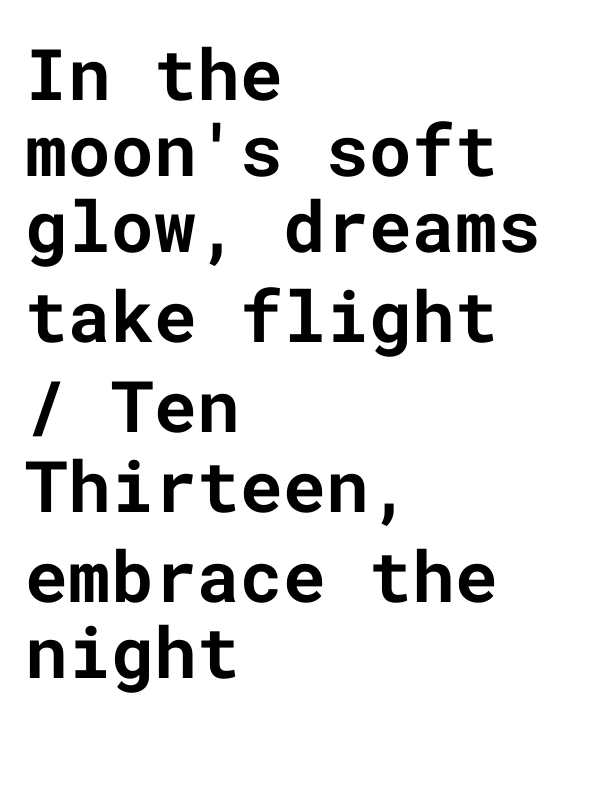 In the
moon's soft
glow, dreams
take flight
/ Ten
Thirteen,
embrace the
night